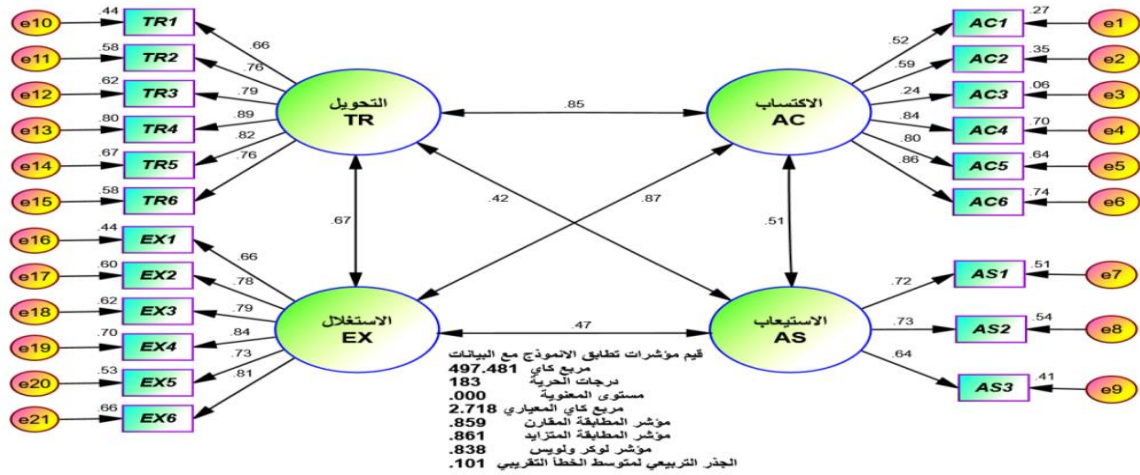 e10 .44 TR1 .66
e11 .58 TR2 .76
e12 .62 TR3 .79
e13 .80 TR4 .89
e14 .67 TR5 .82
e15 .58 TR6 .76
التحويل
TR
.85
الاكتساب
AC
.52 AC1 .27 e1
.59 AC2 .35 e2
.24 AC3 .06 e3
.84 AC4 .70 e4
.80 AC5 .64 e5
.86 AC6 .74 e6
.67
.42
.87
.51
e16 .44 EX1 .66
e17 .60 EX2 .78
e18 .62 EX3 .79
e19 .70 EX4 .84
e20 .53 EX5 .73
e21 .66 EX6 .81
الاستغلال
EX
.47
الاستيعاب
AS
.72 AS1 .51 e7
.73 AS2 .54 e8
.64 AS3 .41 e9
قيم مؤشرات تطابق الانموذج مع البيانات
مربع كاي 497.481
درجات الحرية 183
مستوى المعنوية .000
مربع كاي المعياري 2.718
مؤشر المطابقة المقارن .859
مؤشر المطابقة المتزايد .861
مؤشر لوكر ولويس .838
الجذر التربيعي لمتوسط الخطأ التقريبي .101